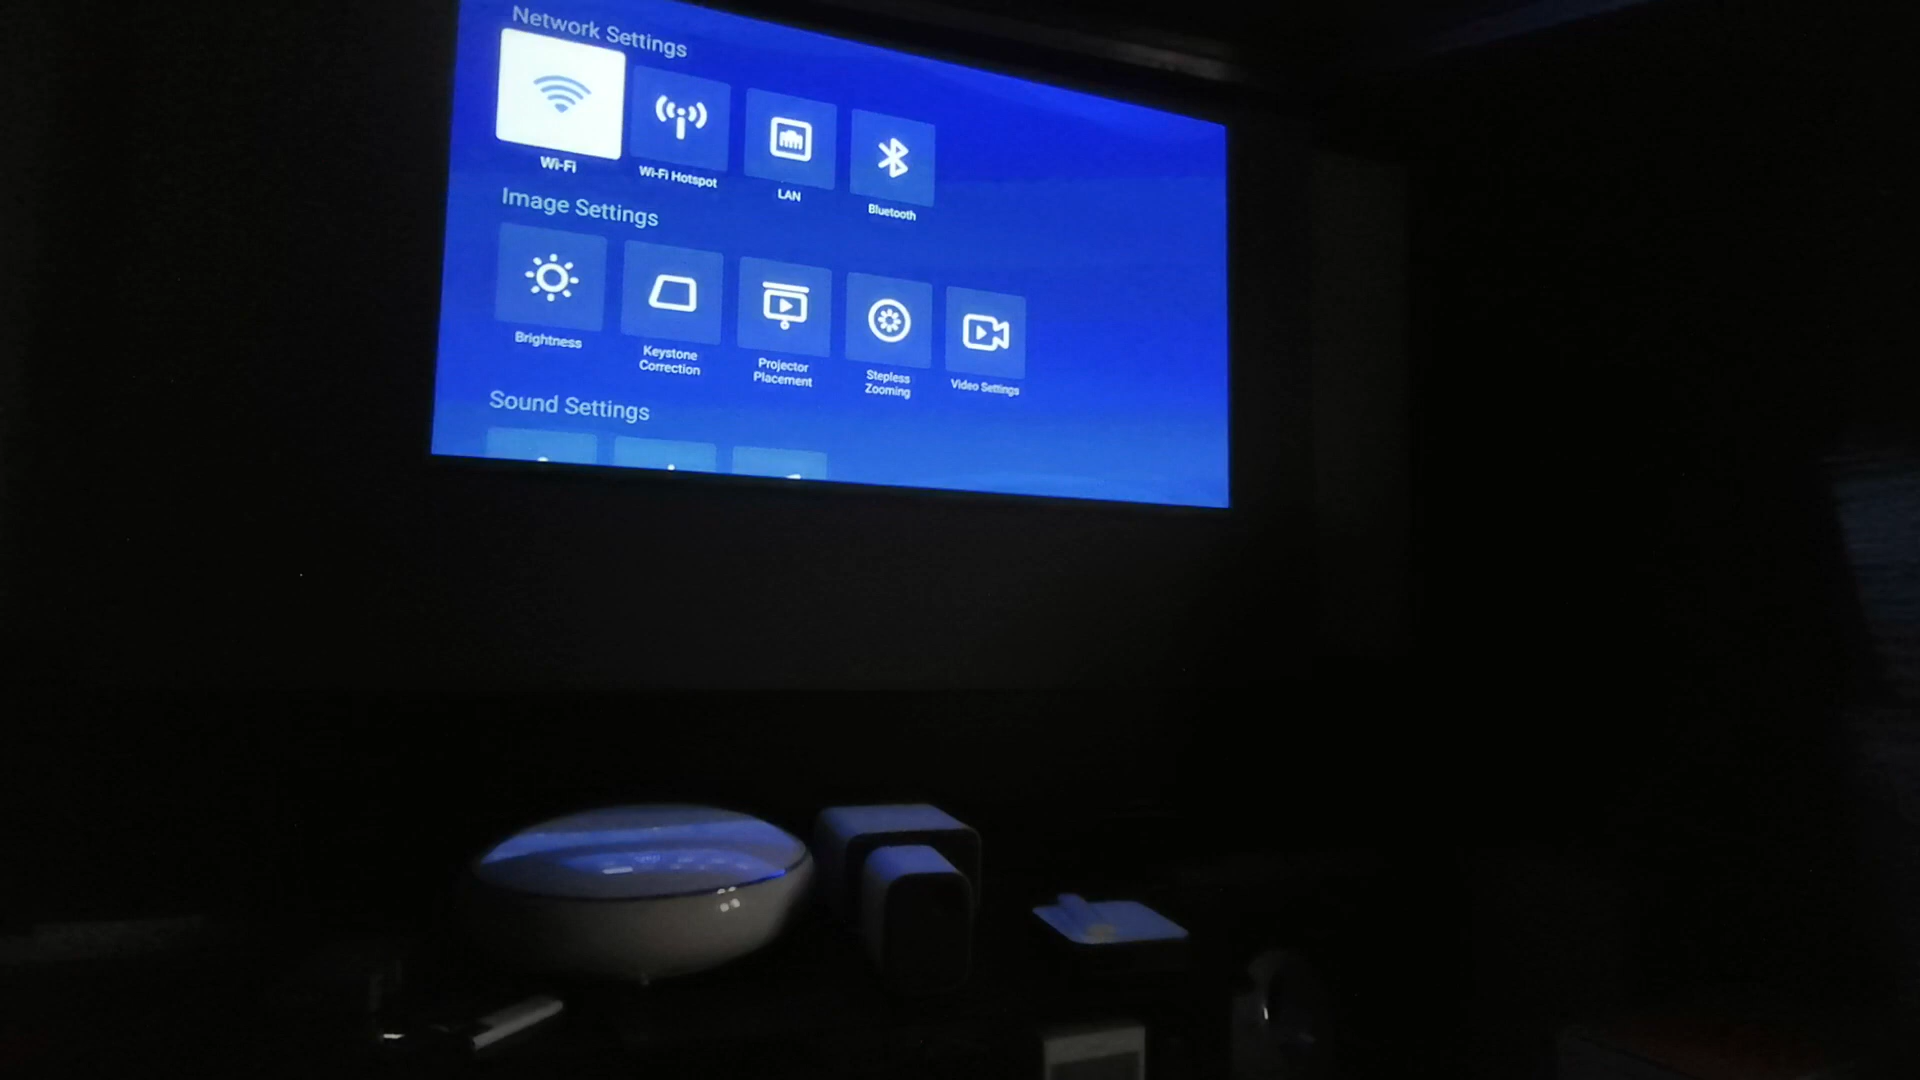 Network Settings
Wi-Fi
Wi-Fi Hotspot
LAN
Bluetooth
Image Settings
Brightness
Keystone
Correction
Projector
Placement
Stepless
Zooming
Video Settings
Sound Settings